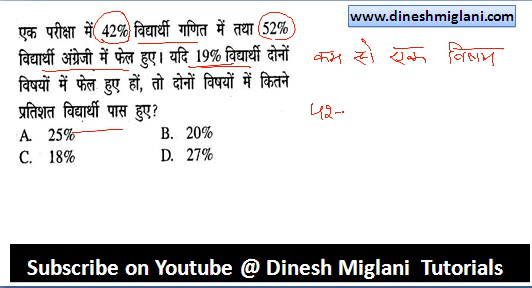 www.dineshmiglani.com
एक परीक्षा में 42% विद्यार्थी गणित में तथा 52%
विद्यार्थी अंग्रेजी में फेल हुए। यदि 19% विद्यार्थी दोनों
विषयों में फेल हुए हों, तो दोनों विषयों में कितने
प्रतिशत विद्यार्थी पास हुए?
A. 25% B. 20%
C. 18% D. 27%
कम से एक विषय
42-
Subscribe on Youtube @ Dinesh Miglani Tutorials